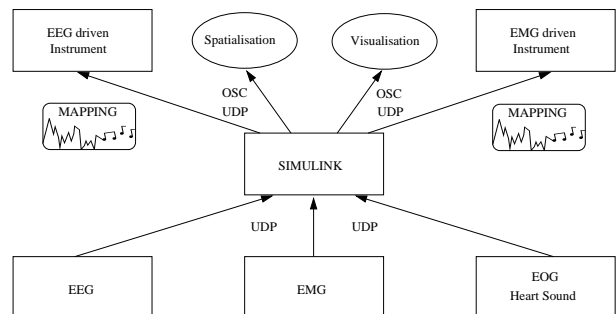 EEG driven
Instrument
Spatialisation
Visualisation
EMG driven
Instrument
OSC
UDP
OSC
UDP
MAPPING
MAPPING
SIMULINK
UDP
UDP
EEG
EMG
EOG
Heart Sound